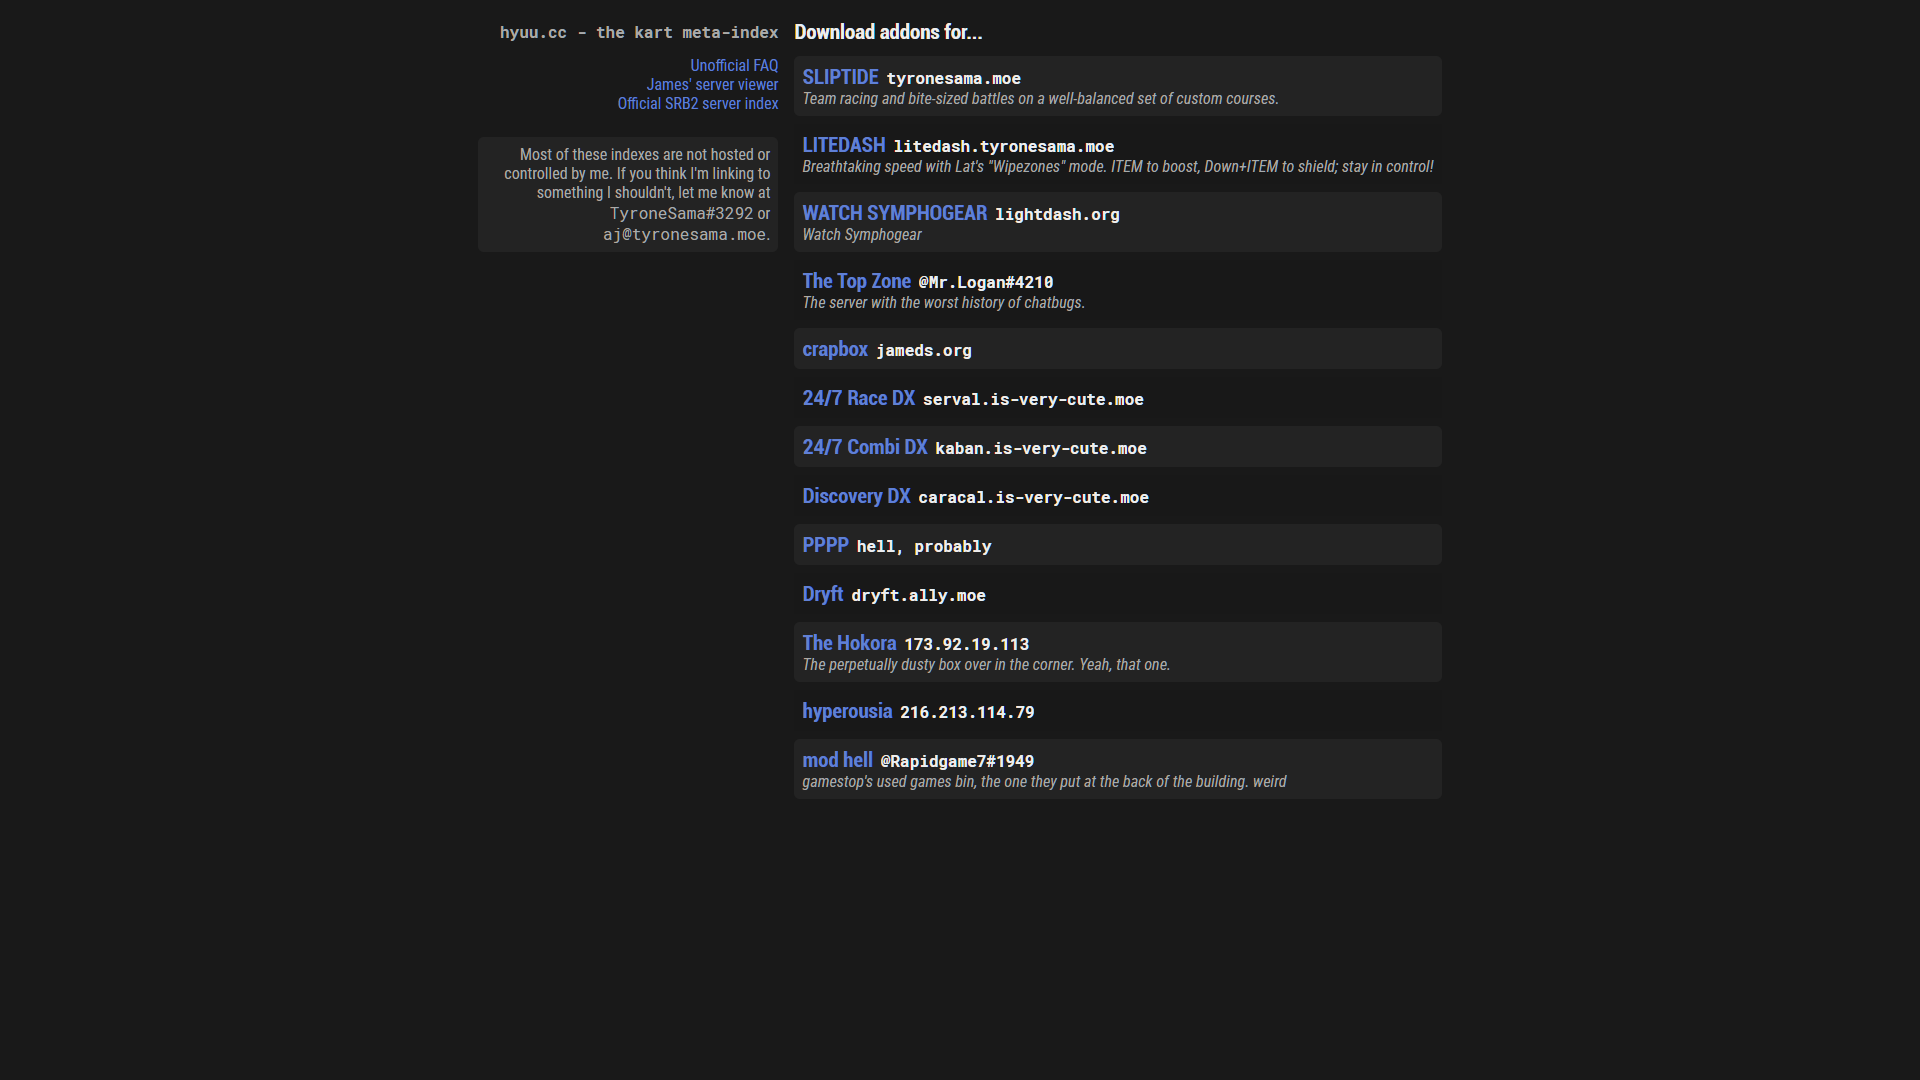 hyuu.cc - the kart meta-index
Unofficial FAQ
James' server viewer
Official SRB2 server index
Most of these indexes are not hosted or
controlled by me. If you think I'm linking to
something I shouldn't, let me know at
TyroneSama#3292 or
aj@tyronesama.moe.
Download addons for...
SLIPTIDE tyronesama.moe
Team racing and bite-sized battles on a well-balanced set of custom courses.
LITEDASH litedash.tyronesama.moe
Breathtaking speed with Lat's "Wipezones" mode. ITEM to boost, Down+ITEM to shield; stay in control!
WATCH SYMPHOGEAR lightdash.org
Watch Symphogear
The Top Zone @Mr.Logan#4210
The server with the worst history of chatbugs.
crapbox jameds.org
24/7 Race DX serval.is-very-cute.moe
24/7 Combi DX kaban.is-very-cute.moe
Discovery DX caracal.is-very-cute.moe
PPPP hell, probably
Dryft dryft.ally.moe
The Hokora 173.92.19.113
The perpetually dusty box over in the corner. Yeah, that one.
hyperousia 216.213.114.79
mod hell @Rapidgame7#1949
gamestop's used games bin, the one they put at the back of the building. weird